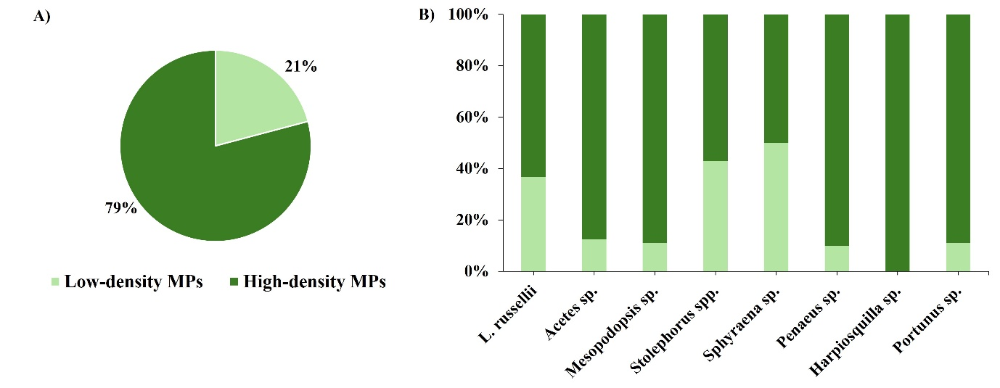 A)
21%
79%
Low-density MPs
High-density MPs
B)
100%
80%
60%
40%
20%
0%
L. russellii
Acetes sp.
Mesopodopsis sp.
Stolephorus spp.
Sphyraena sp.
Penaeus sp.
Harpiosquilla sp.
Portunus sp.